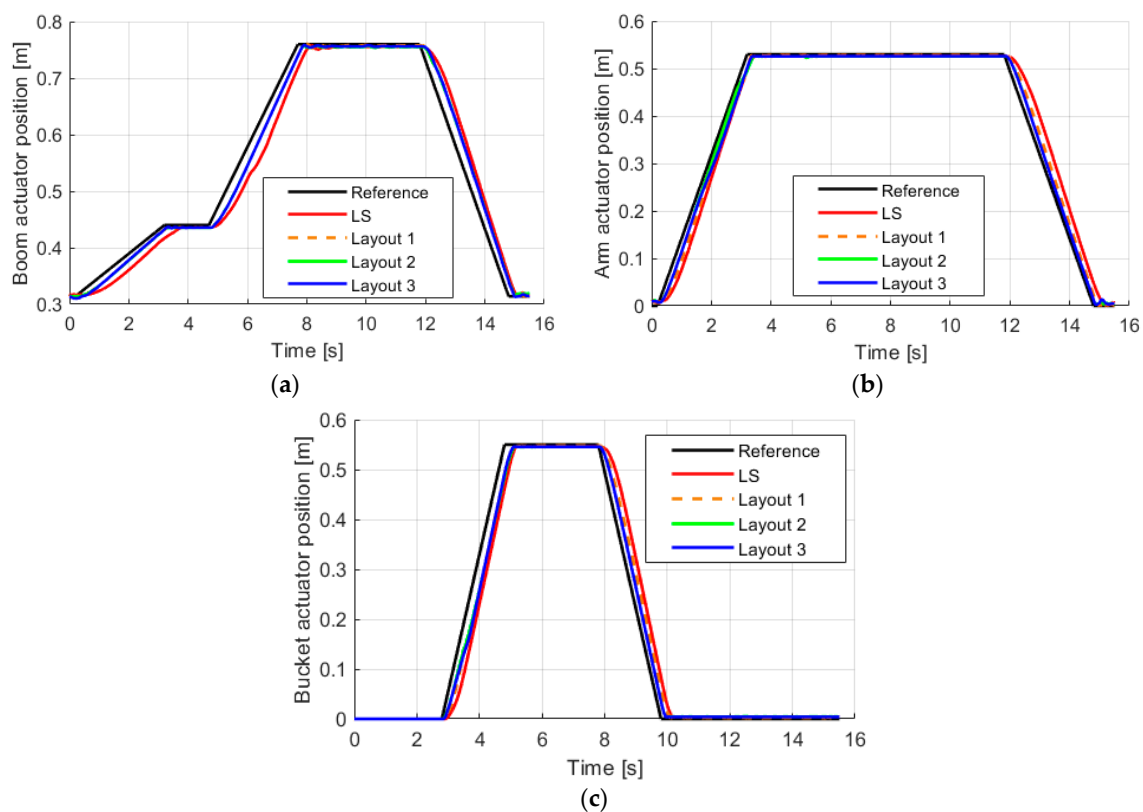 0.8
0.7
0.6
0.5
0.4
0.3
Boom actuator position [m]
Reference
LS
Layout 1
Layout 2
Layout 3
0 2 4 6 8 10 12 14 16
Time [s]
(a)
0.6
0.5
0.4
0.3
0.2
0.1
0
Arm actuator position [m]
Reference
LS
Layout 1
Layout 2
Layout 3
0 2 4 6 8 10 12 14 16
Time [s]
(b)
0.6
0.5
0.4
0.3
0.2
0.1
0
Bucket actuator position [m]
Reference
LS
Layout 1
Layout 2
Layout 3
0 2 4 6 8 10 12 14 16
Time [s]
(c)